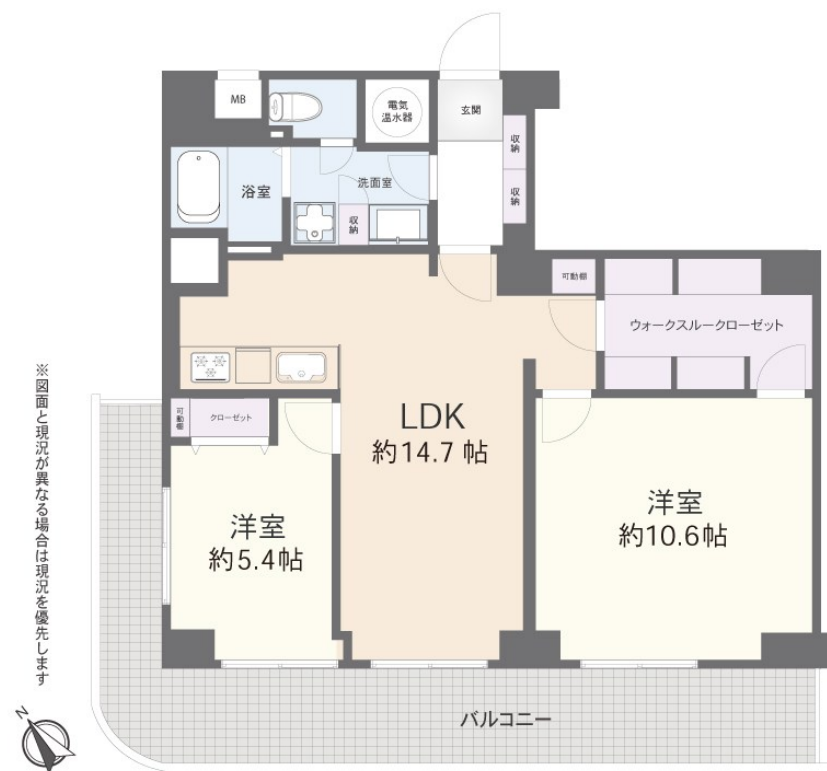 MB
電気
温水器
玄関
収納
収納
浴室
洗面室
収納
可動棚
ウォークスルークローゼット
可動棚
クローゼット
LDK
約14.7 帖
洋室
約5.4帖
洋室
約10.6帖
バルコニー
※図面と現況が異なる場合は現況を優先します
N